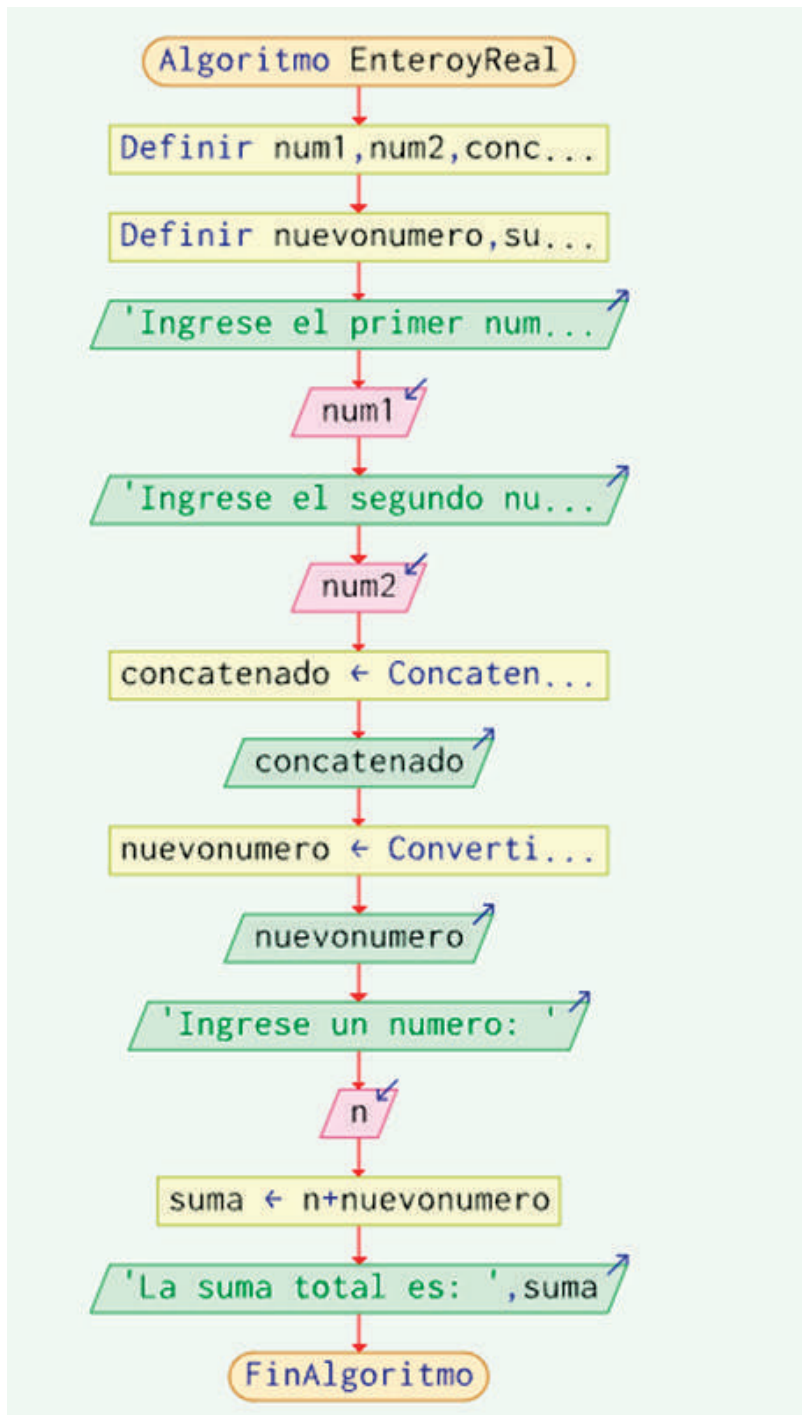 Algoritmo EnteroyReal
Definir num1,num2,conc...
Definir nuevonumero,su...
'Ingrese el primer num...
num1
'Ingrese el segundo nu...
num2
concatenado ← Concaten...
concatenado
nuevonumero ← Converti...
nuevonumero
'Ingrese un numero: '
n
suma ← n+nuevonumero
'La suma total es: ',suma
FinAlgoritmo